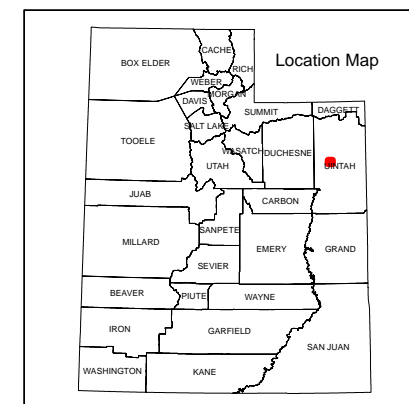 Location Map
BOX ELDER
CACHE
RICH
WEBER
MORGAN
DAVIS
SUMMIT
DAGGETT
SALT LAKE
TOOELE
WASATCH
DUCHESNE
UINTAH
UTAH
JUAB
CARBON
SANPETE
MILLARD
EMERY
GRAND
SEVIER
BEAVER
PIUTE
WAYNE
IRON
GARFIELD
SAN JUAN
WASHINGTON
KANE